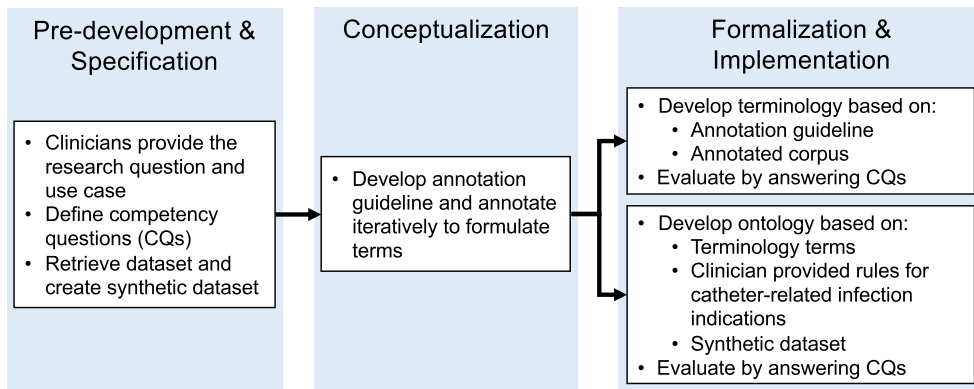 Pre-development &
Specification
• Clinicians provide the
research question and
use case
• Define competency
questions (CQs)
• Retrieve dataset and
create synthetic dataset
Conceptualization
• Develop annotation
guideline and annotate
iteratively to formulate
terms
Formalization &
Implementation
• Develop terminology based on:
• Annotation guideline
• Annotated corpus
• Evaluate by answering CQs
• Develop ontology based on:
• Terminology terms
• Clinician provided rules for
catheter-related infection
indications
• Synthetic dataset
• Evaluate by answering CQs